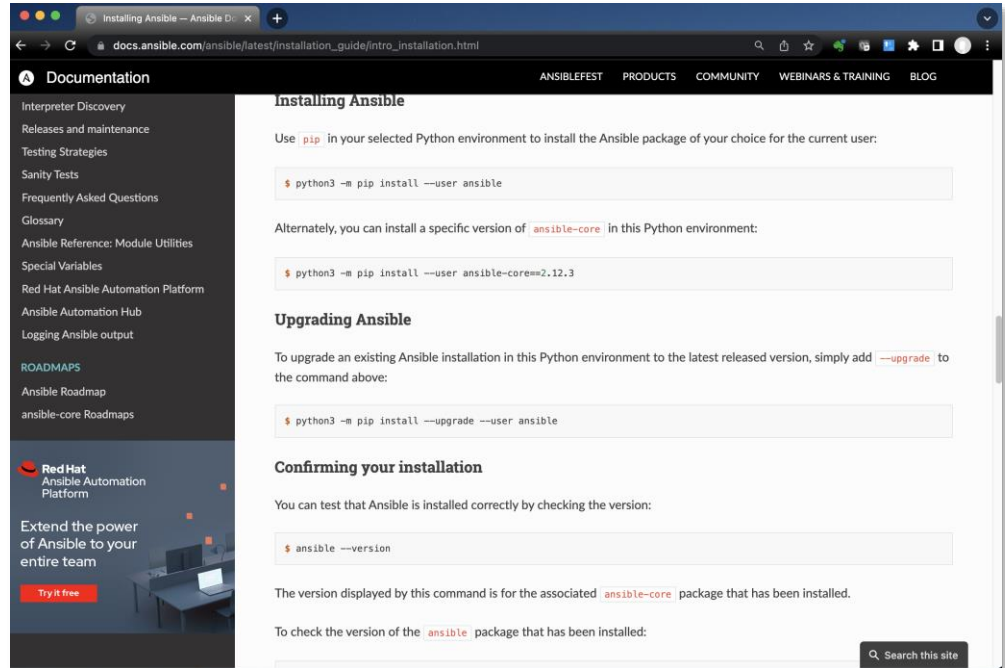 Installing Ansible — Ansible Do
docs.ansible.com/ansible/latest/installation_guide/intro_installation.html
A Documentation
ANSIBLEFEST PRODUCTS COMMUNITY WEBINARS & TRAINING BLOG
Interpreter Discovery
Releases and maintenance
Testing Strategies
Sanity Tests
Frequently Asked Questions
Glossary
Ansible Reference: Module Utilities
Special Variables
Red Hat Ansible Automation Platform
Ansible Automation Hub
Logging Ansible output
ROADMAPS
Ansible Roadmap
ansible-core Roadmaps
Red Hat
Ansible Automation
Platform
Extend the power
of Ansible to your
entire team
Try it free
Installing Ansible
Use pip in your selected Python environment to install the Ansible package of your choice for the current user:
$ python3 -m pip install --user ansible
Alternately, you can install a specific version of ansible-core in this Python environment:
$ python3 -m pip install --user ansible-core==2.12.3
Upgrading Ansible
To upgrade an existing Ansible installation in this Python environment to the latest released version, simply add --upgrade to
the command above:
$ python3 -m pip install --upgrade --user ansible
Confirming your installation
You can test that Ansible is installed correctly by checking the version:
$ ansible --version
The version displayed by this command is for the associated ansible-core package that has been installed.
To check the version of the ansible package that has been installed:
Search this site